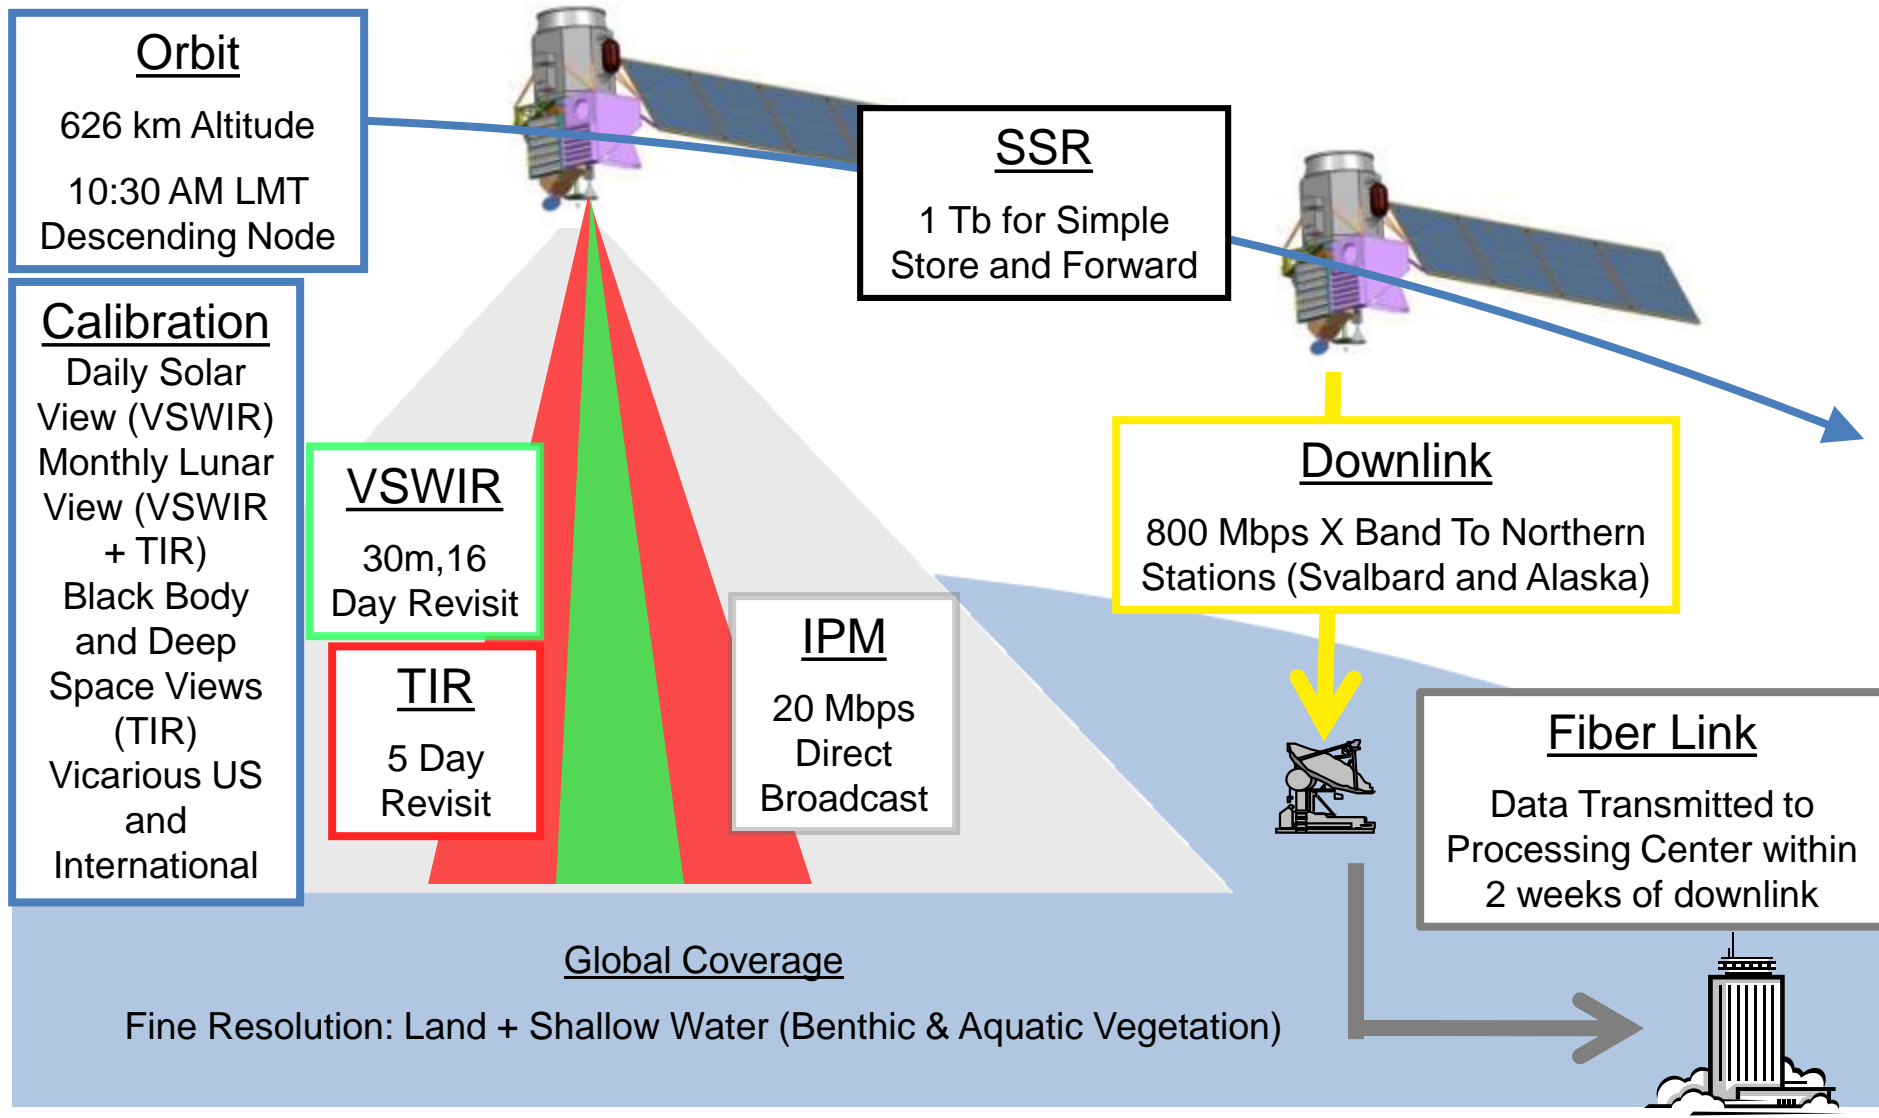 Orbit
626 km Altitude
10:30 AM LMT
Descending Node
Calibration
Daily Solar
View (VSWIR)
Monthly Lunar
View (VSWIR
+ TIR)
Black Body
and Deep
Space Views
(TIR)
Vicarious US
and
International
VSWIR
30m,16
Day Revisit
TIR
5 Day
Revisit
IPM
20 Mbps
Direct
Broadcast
SSR
1 Tb for Simple
Store and Forward
Downlink
800 Mbps X Band To Northern
Stations (Svalbard and Alaska)
Fiber Link
Data Transmitted to
Processing Center within
2 weeks of downlink
Global Coverage
Fine Resolution: Land + Shallow Water (Benthic & Aquatic Vegetation)